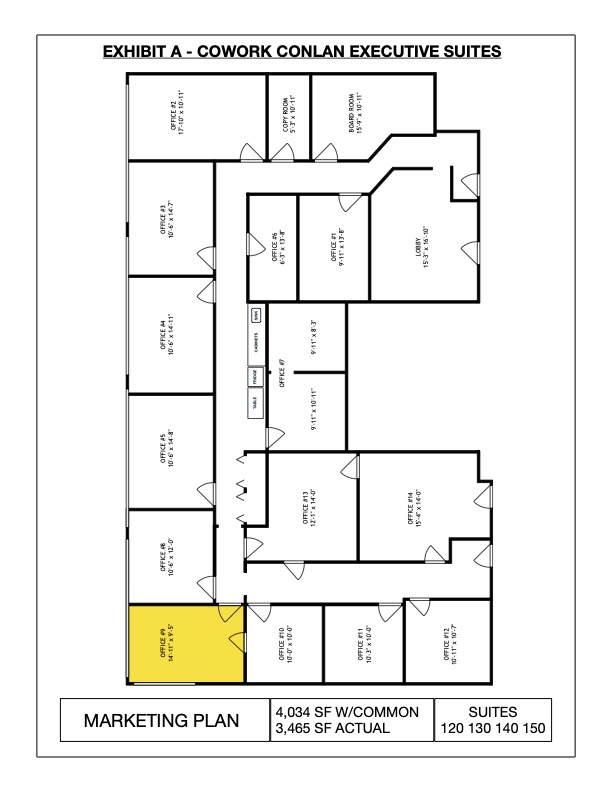 EXHIBIT A - COWORK CONLAN EXECUTIVE SUITES
OFFICE #2
17'-10" x 10'-11"
COPY ROOM
5'-3" x 10'-11"
BOARD ROOM
15'-9" x 10'-11"
OFFICE #3
10'-6" x 14'-7"
OFFICE #6
6'-3" x 13'-8"
OFFICE #1
9'-11" x 13'-8"
LOBBY
15'-3" x 16'-10"
OFFICE #4
10'-6" x 14'-11"
SINK
CABINETS
FRIDGE
TABLE
OFFICE #7
9'-11" x 8'-3"
9'-11" x 10'-11"
OFFICE #5
10'-6" x 14'-8"
OFFICE #13
12'-1" x 14'-0"
OFFICE #14
15'-4" x 14'-0"
OFFICE #8
10'-6" x 12'-0"
OFFICE #9
14'-11" x 9'-5"
OFFICE #10
10'-0" x 10'-0"
OFFICE #11
10'-3" x 10'-0"
OFFICE #12
10'-11" x 10'-7"
MARKETING PLAN
4,034 SF W/COMMON
3,465 SF ACTUAL
SUITES
120 130 140 150